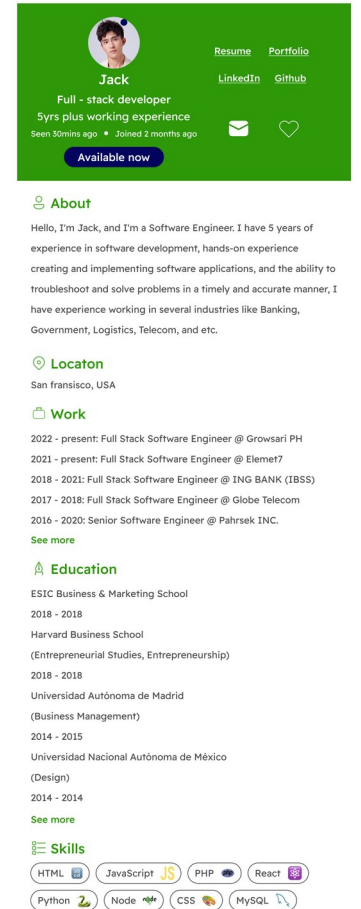 Resume Portfolio
Jack
LinkedIn Github
Full - stack developer
5yrs plus working experience
Seen 30mins ago • Joined 2 months ago
Available now
About
Hello, I'm Jack, and I'm a Software Engineer. I have 5 years of
experience in software development, hands-on experience
creating and implementing software applications, and the ability to
troubleshoot and solve problems in a timely and accurate manner, I
have experience working in several industries like Banking,
Government, Logistics, Telecom, and etc.
Locaton
San fransisco, USA
Work
2022 - present: Full Stack Software Engineer @ Growsari PH
2021 - present: Full Stack Software Engineer @ Elemet7
2018 - 2021: Full Stack Software Engineer @ ING BANK (IBSS)
2017 - 2018: Full Stack Software Engineer @ Globe Telecom
2016 - 2020: Senior Software Engineer @ Pahrsek INC.
See more
Education
ESIC Business & Marketing School
2018 - 2018
Harvard Business School
(Entrepreneurial Studies, Entrepreneurship)
2018 - 2018
Universidad Autónoma de Madrid
(Business Management)
2014 - 2015
Universidad Nacional Autónoma de México
(Design)
2014 - 2014
See more
Skills
HTML JavaScript JS PHP React
Python Node node CSS MySQL